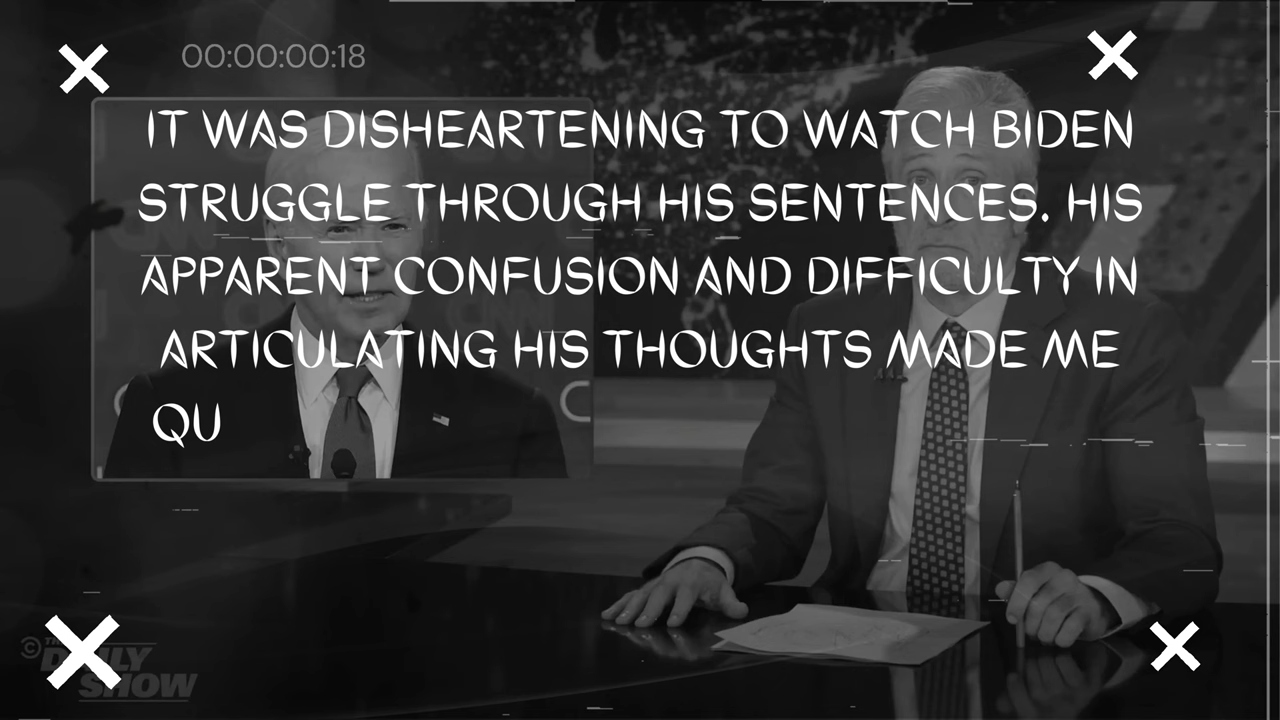 00:00:00:18
IT WAS DISHEARTENING TO WATCH BIDEN
STRUGGLE THROUGH HIS SENTENCES. HIS
APPARENT CONFUSION AND DIFFICULTY IN
ARTICULATING HIS THOUGHTS MADE ME
QU
THE
DAILY
SHOW